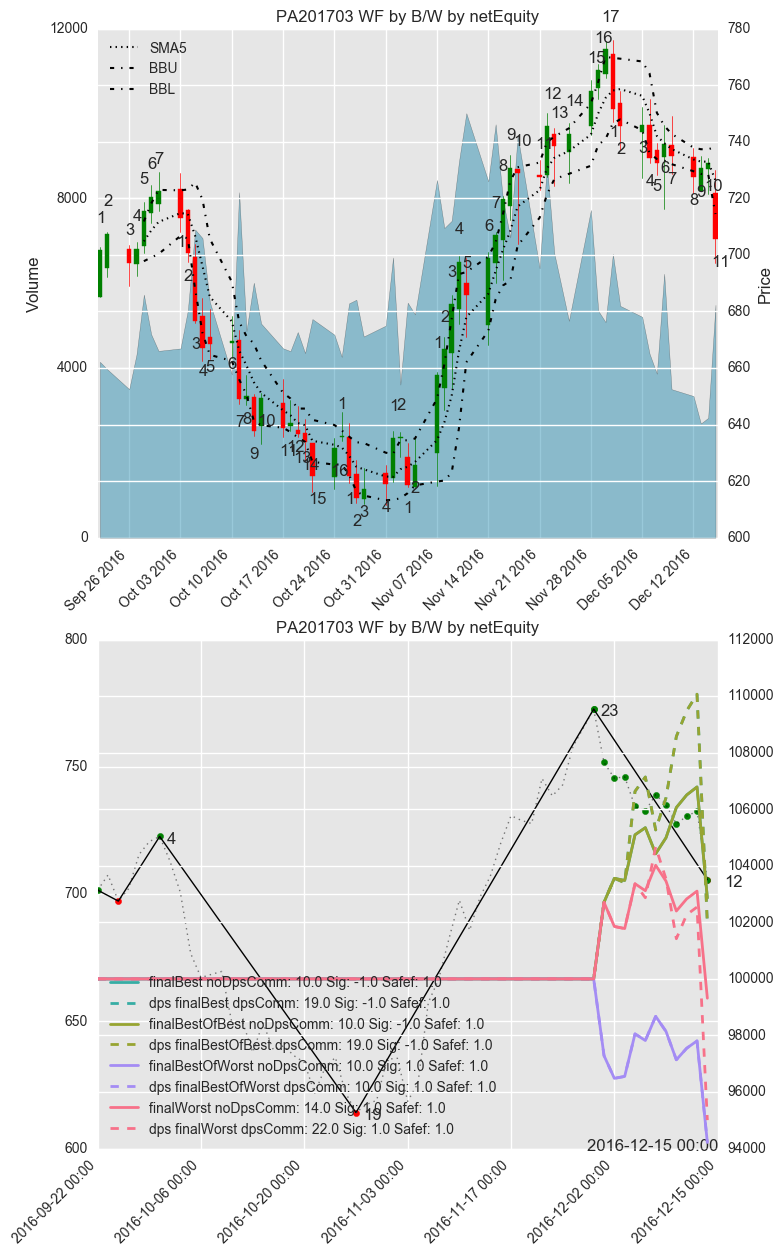 PA201703 WF by B/W by netEquity
SMA5
BBU
BBL
Volume
Price
12000
8000
4000
0
780
760
740
720
700
680
660
640
620
600
Sep 26 2016
Oct 03 2016
Oct 10 2016
Oct 17 2016
Oct 24 2016
Oct 31 2016
Nov 07 2016
Nov 14 2016
Nov 21 2016
Nov 28 2016
Dec 05 2016
Dec 12 2016
PA201703 WF by B/W by netEquity
800
750
700
650
600
112000
110000
108000
106000
104000
102000
100000
98000
96000
94000
4
19
23
12
finalBest noDpsComm: 10.0 Sig: -1.0 Safef: 1.0
dps finalBest dpsComm: 19.0 Sig: -1.0 Safef: 1.0
finalBestOfBest noDpsComm: 10.0 Sig: -1.0 Safef: 1.0
dps finalBestOfBest dpsComm: 19.0 Sig: -1.0 Safef: 1.0
finalBestOfWorst noDpsComm: 10.0 Sig: 1.0 Safef: 1.0
dps finalBestOfWorst dpsComm: 10.0 Sig: 1.0 Safef: 1.0
finalWorst noDpsComm: 14.0 Sig: 1.0 Safef: 1.0
dps finalWorst dpsComm: 22.0 Sig: 1.0 Safef: 1.0
2016-12-15 00:00
2016-09-22 00:00
2016-10-06 00:00
2016-10-20 00:00
2016-11-03 00:00
2016-11-17 00:00
2016-12-02 00:00
2016-12-15 00:00